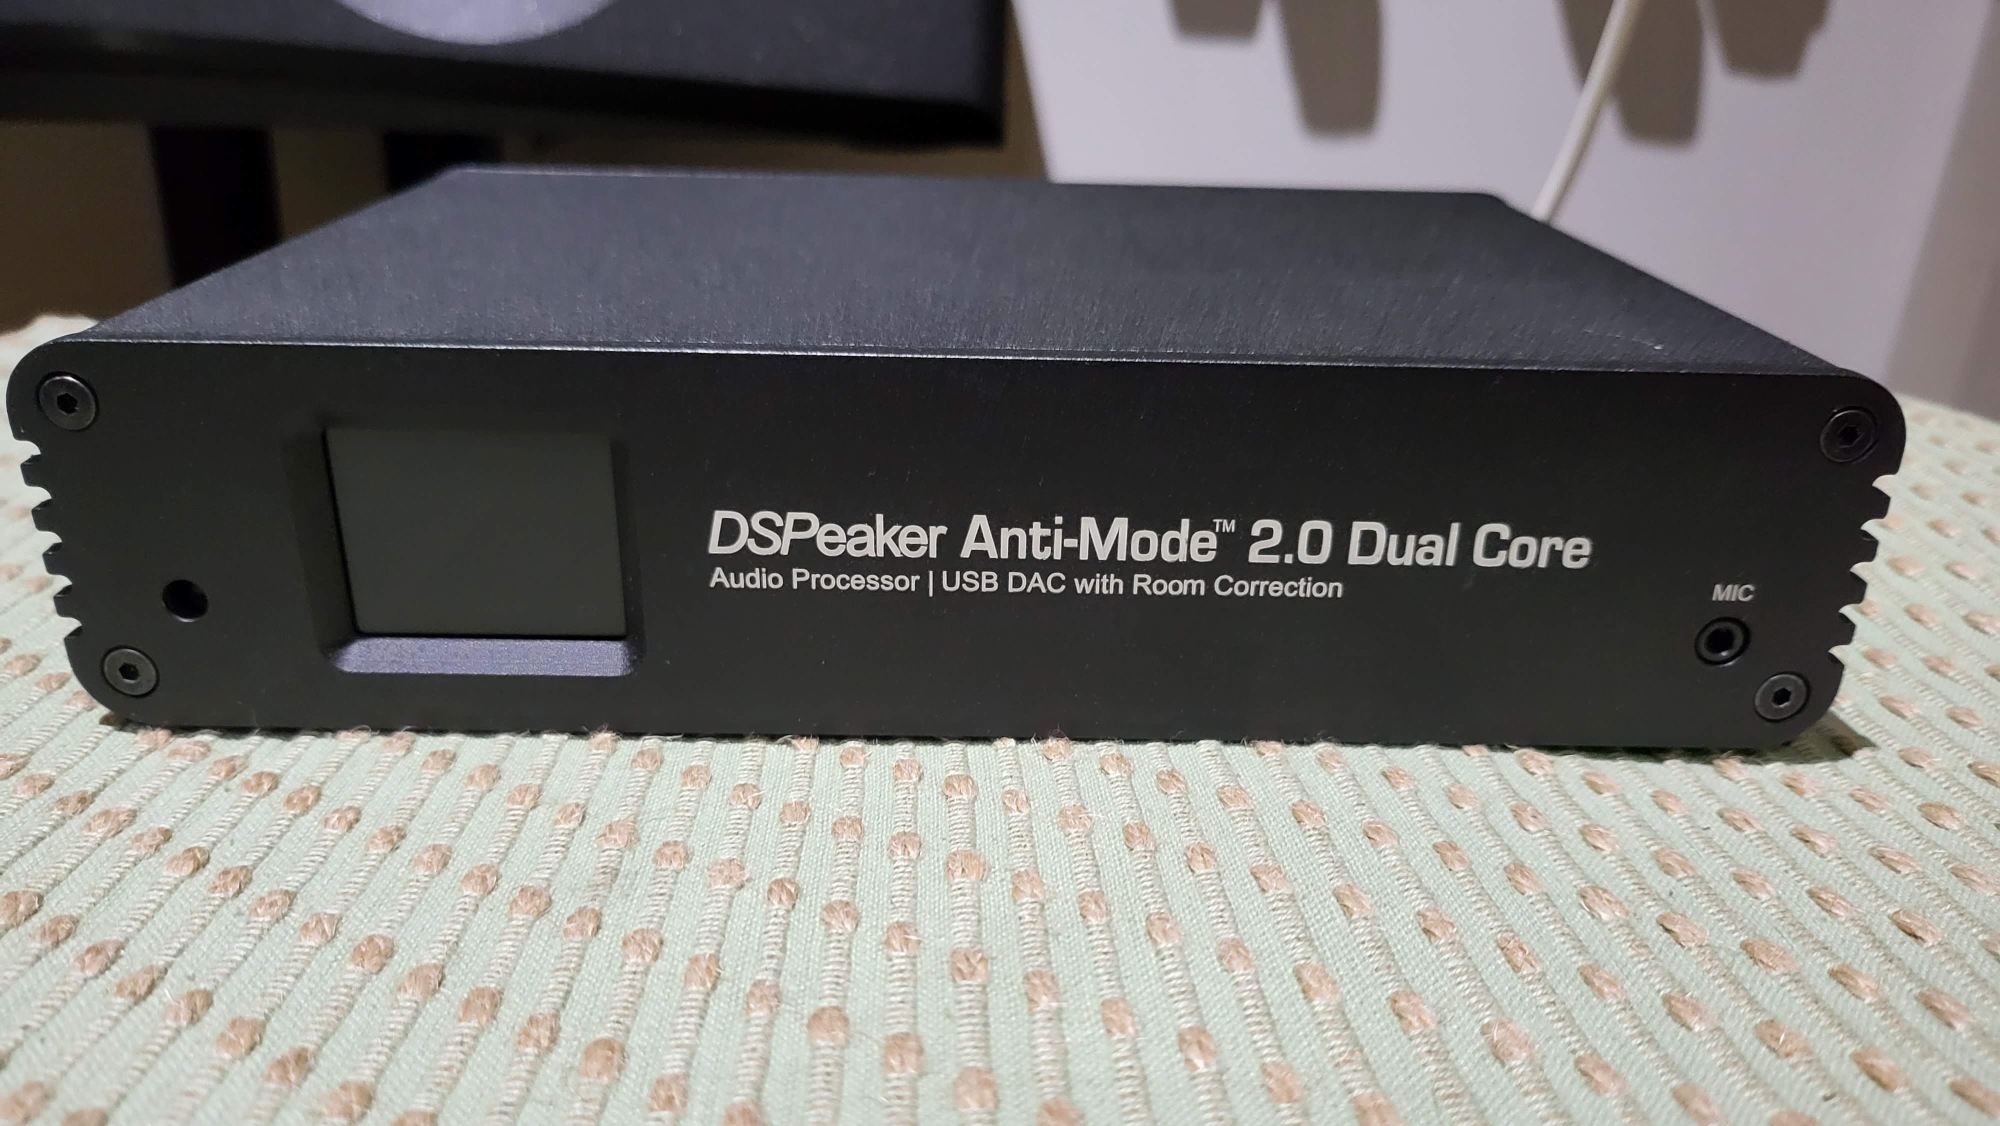 DSPeaker Anti-Mode™ 2.0 Dual Core
Audio Processor | USB DAC with Room Correction
MIC